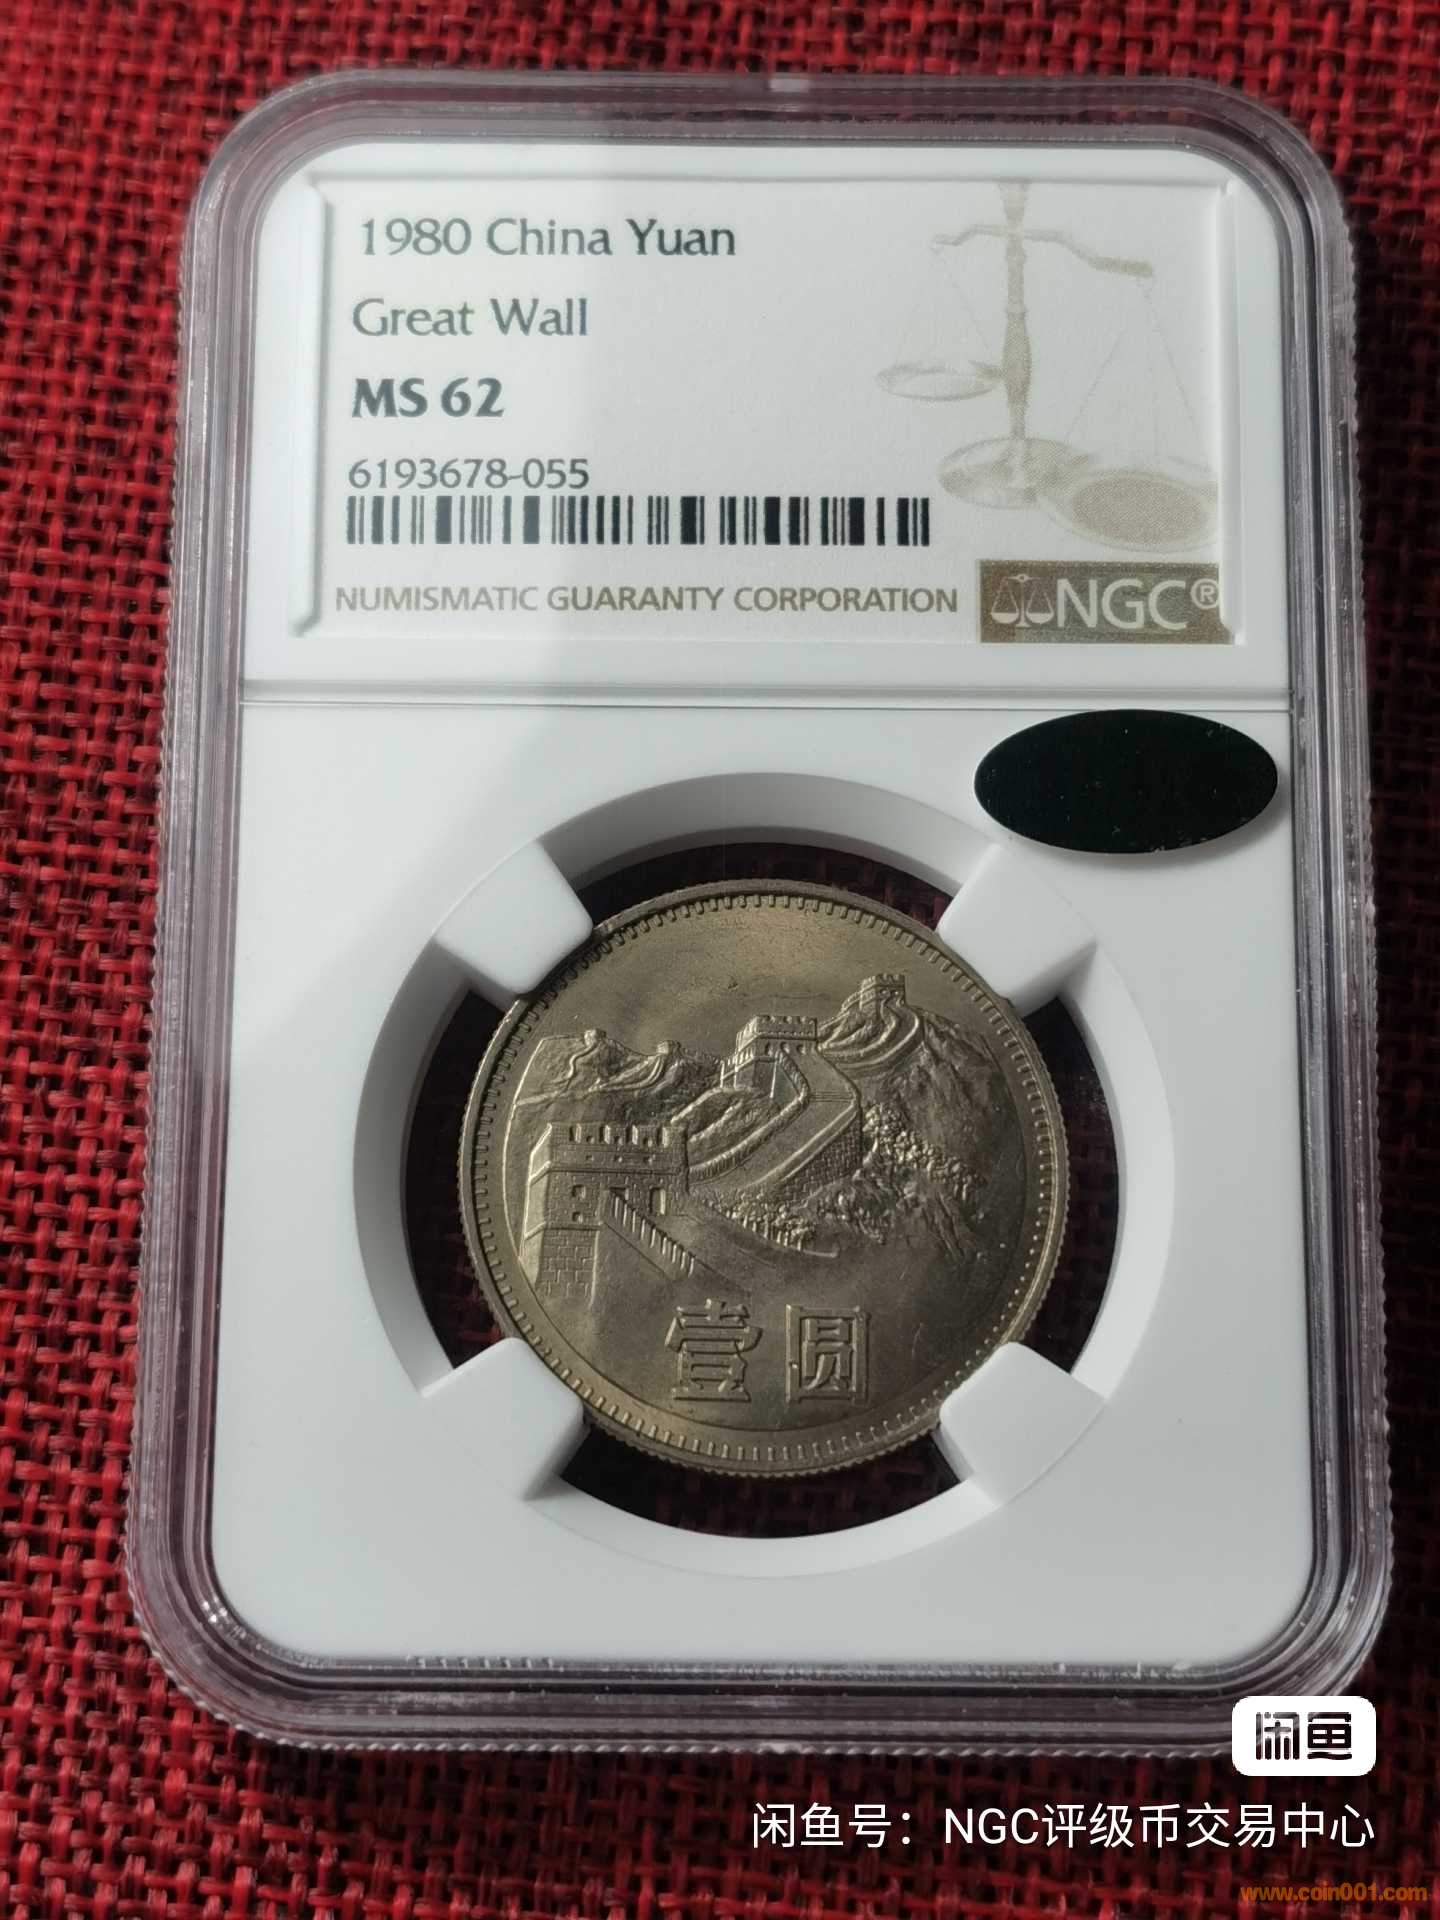 1980 China Yuan
Great Wall
MS 62
6193678-055
NUMISMATIC GUARANTY CORPORATION
NGC®
壹圆
闲鱼
闲鱼号：NGC评级币交易中心
www.coin001.com